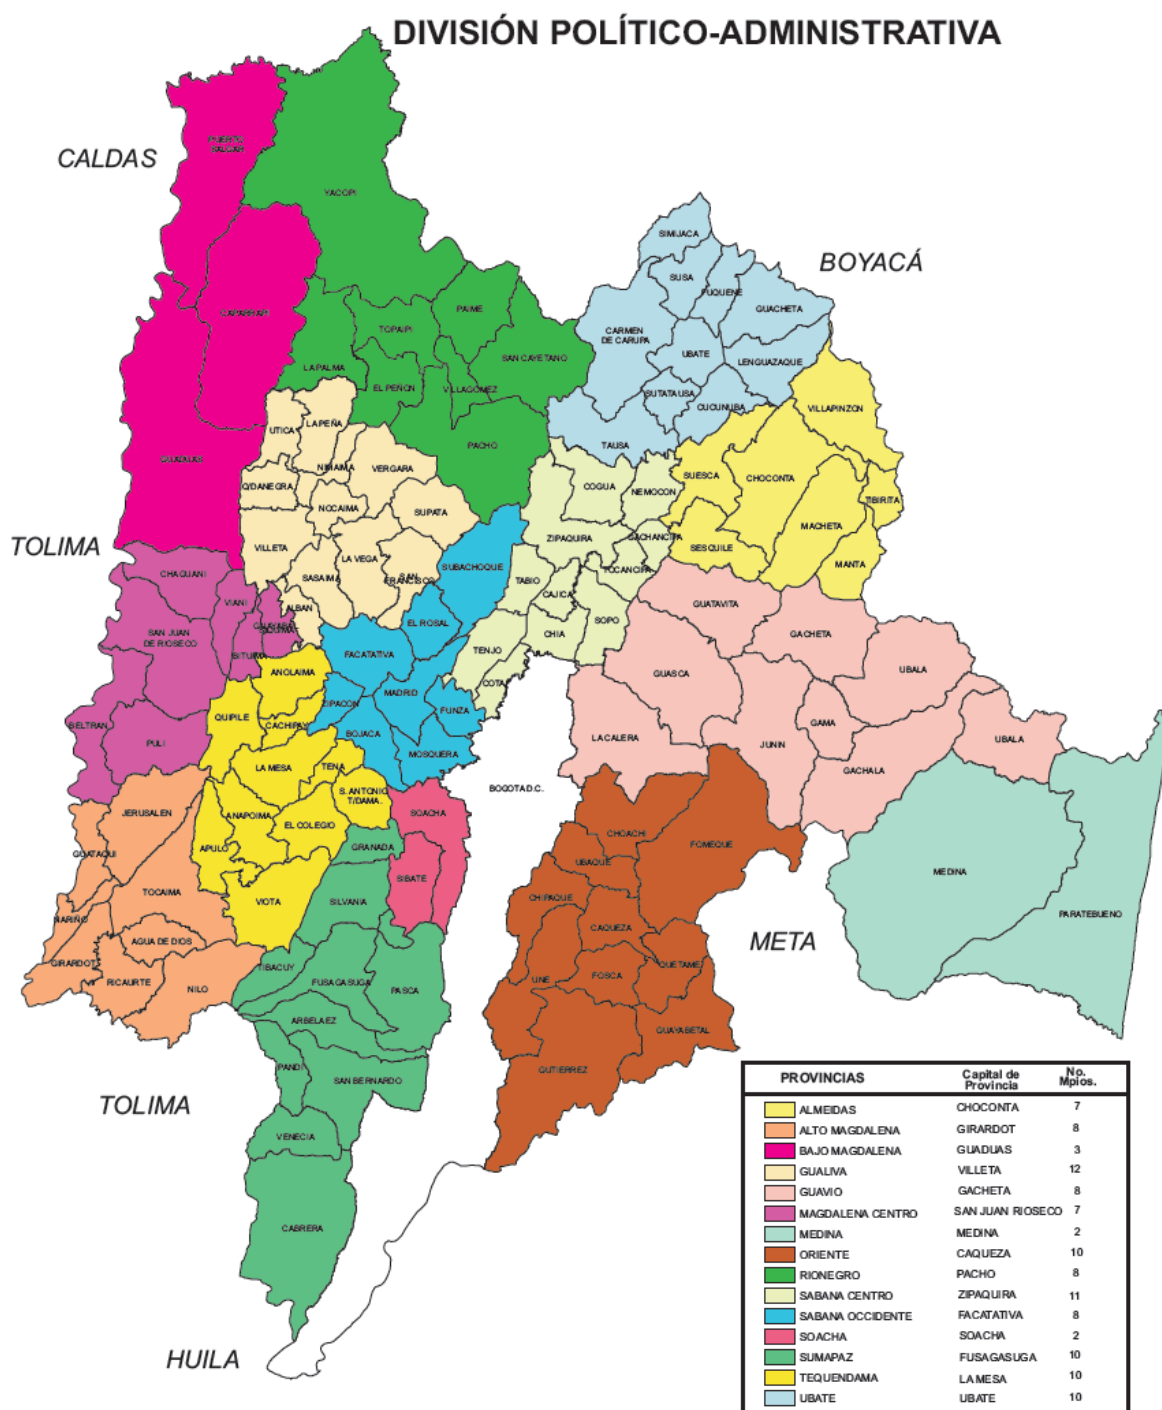 DIVISIÓN POLÍTICO-ADMINISTRATIVA
CALDAS
PUERTO
SALGAR
YACOPI
SIMIJACA
BOYACÁ
SUSA
FUQUENE
GUACHETA
CAPARRAPI
PAIME
TOPAIPI
CARMEN
DE CARUPA
UBATE
LENGUAZAQUE
SAN CAYETANO
LA PALMA
EL PEÑON
VILLAGOMEZ
SUTATAUSA
CUCUNUBA
VILLAPINZON
UTICA
LA PEÑA
PACHO
TAUSA
GUADUAS
NIMAIMA
VERGARA
SUESCA
CHOCONTA
Q/DANEGRA
COGUA
NEMOCON
TIBIRITA
NOCAIMA
SUPATA
MACHETA
TOLIMA
VILLETA
LA VEGA
ZIPAQUIRA
GACHANCIPA
SESQUILE
CHAGUANI
SASAIMA
SAN
FRANCISCO
SUBACHOQUE
TABIO
TOCANCIPA
MANTA
CAJICA
VIANI
ALBAN
GUATAVITA
SAN JUAN
DE RIOSECO
GUAYABAL
SIQUIMA
EL ROSAL
CHIA
SOPO
GACHETA
BITUIMA
FACATATIVA
TENJO
ANOLAIMA
GUASCA
UBALA
COTA
ZIPACON
MADRID
FUNZA
BELTRAN
QUIPILE
CACHIPAY
GAMA
PULI
BOJACA
LA CALERA
JUNIN
UBALA
MOSQUERA
LA MESA
TENA
GACHALA
BOGOTA D.C.
S. ANTONIO
T/DAMA.
JERUSALEN
ANAPOIMA
SOACHA
EL COLEGIO
CHOACHI
FOMEQUE
GUATAQUI
APULO
GRANADA
UBAQUE
TOCAIMA
SIBATE
MEDINA
VIOTA
SILVANIA
CHIPAQUE
NARIÑO
PARATEBUENO
CAQUEZA
AGUA DE DIOS
META
GIRARDOT
TIBACUY
QUETAME
RICAURTE
NILO
FUSAGASUGA
PASCA
UNE
FOSCA
ARBELAEZ
GUAYABETAL
PANDI
SAN BERNARDO
GUTIERREZ
TOLIMA
VENECIA
CABRERA
HUILA
PROVINCIAS Capital de Provincia No. Mpios.
ALMEIDAS CHOCONTA 7
ALTO MAGDALENA GIRARDOT 8
BAJO MAGDALENA GUADUAS 3
GUALIVA VILLETA 12
GUAVIO GACHETA 8
MAGDALENA CENTRO SAN JUAN RIOSECO 7
MEDINA MEDINA 2
ORIENTE CAQUEZA 10
RIONEGRO PACHO 8
SABANA CENTRO ZIPAQUIRA 11
SABANA OCCIDENTE FACATATIVA 8
SOACHA SOACHA 2
SUMAPAZ FUSAGASUGA 10
TEQUENDAMA LA MESA 10
UBATE UBATE 10